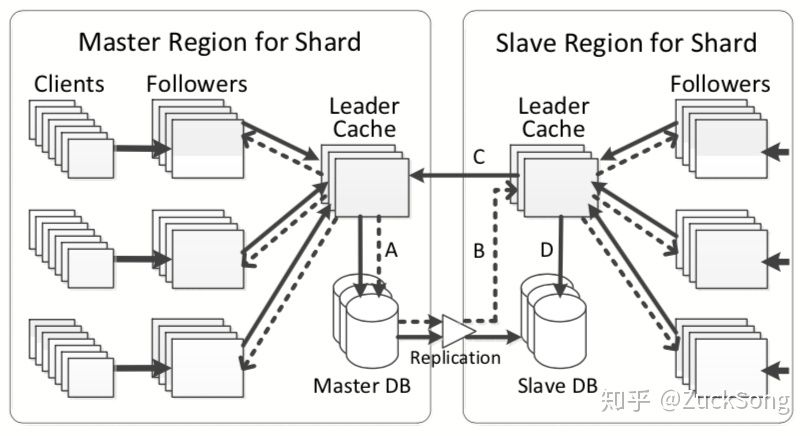 Master Region for Shard
Slave Region for Shard
Clients
Followers
Leader
Cache
Leader
Cache
Followers
C
A
B
D
Replication
Master DB
Slave DB
知乎 @ZuckSong